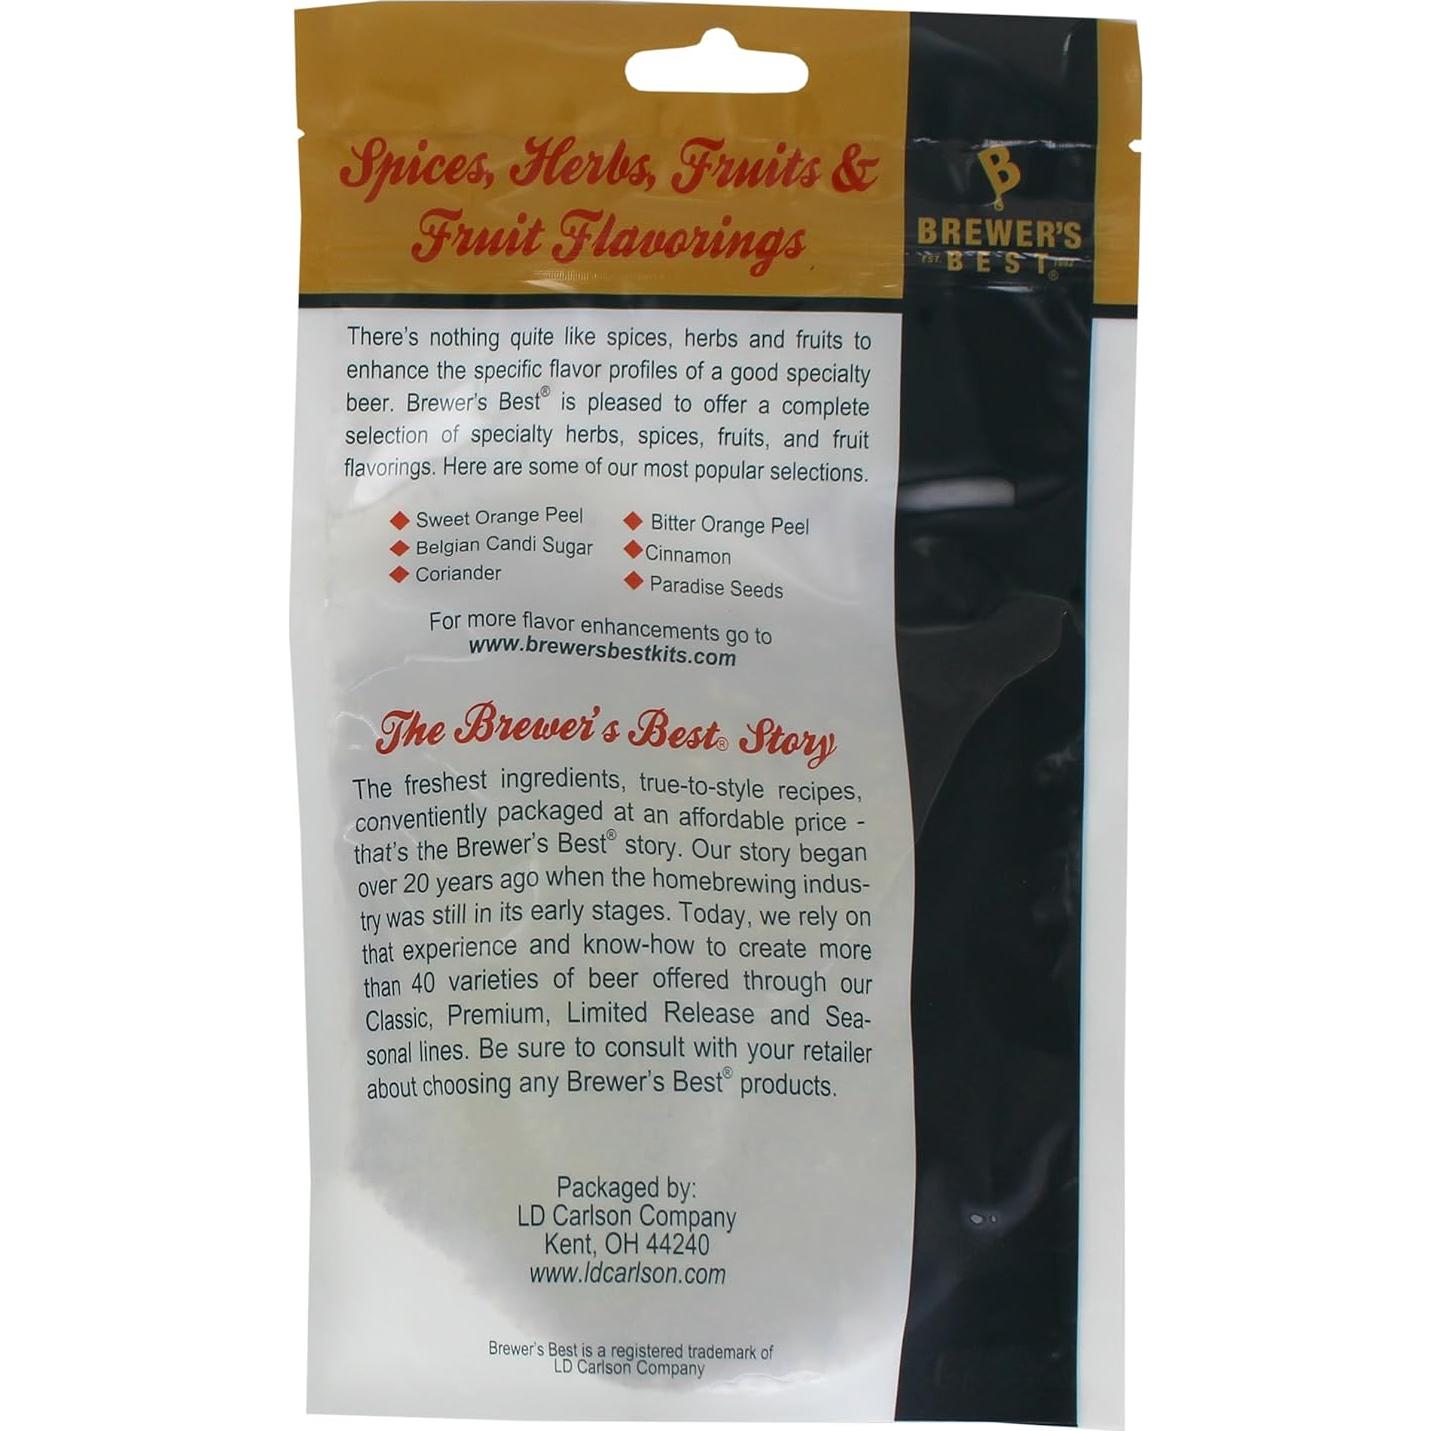 Spices, Herbs, Fruits &
Fruit Flavorings
B
BREWER'S
EST. BEST 1992
®
There's nothing quite like spices, herbs and fruits to
enhance the specific flavor profiles of a good specialty
beer. Brewer's Best® is pleased to offer a complete
selection of specialty herbs, spices, fruits, and fruit
flavorings. Here are some of our most popular selections.
Sweet Orange Peel
Belgian Candi Sugar
Coriander
Bitter Orange Peel
Cinnamon
Paradise Seeds
For more flavor enhancements go to
www.brewersbestkits.com
The Brewer's Best® Story
The freshest ingredients, true-to-style recipes,
conventiently packaged at an affordable price -
that's the Brewer's Best® story. Our story began
over 20 years ago when the homebrewing indus-
try was still in its early stages. Today, we rely on
that experience and know-how to create more
than 40 varieties of beer offered through our
Classic, Premium, Limited Release and Sea-
sonal lines. Be sure to consult with your retailer
about choosing any Brewer's Best® products.
Packaged by:
LD Carlson Company
Kent, OH 44240
www.ldcarlson.com
Brewer's Best is a registered trademark of
LD Carlson Company